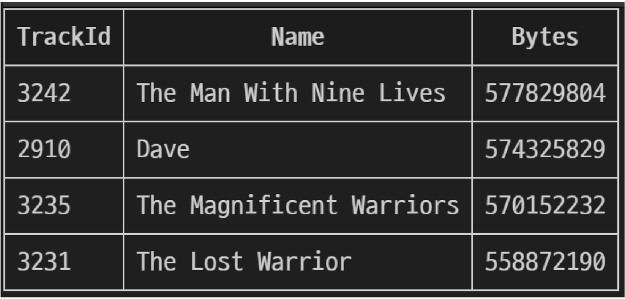 TrackId Name Bytes
3242 The Man With Nine Lives 577829804
2910 Dave 574325829
3235 The Magnificent Warriors 570152232
3231 The Lost Warrior 558872190